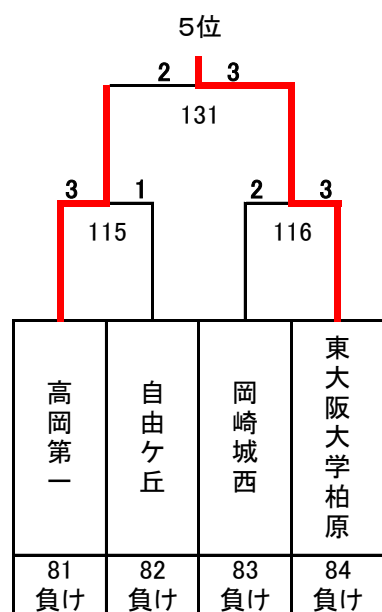 5位
2 3
131
3 1 2 3
115 116
高岡第一
自由ケ丘
岡崎城西
東大阪大学柏原
81 82 83 84
負け 負け 負け 負け